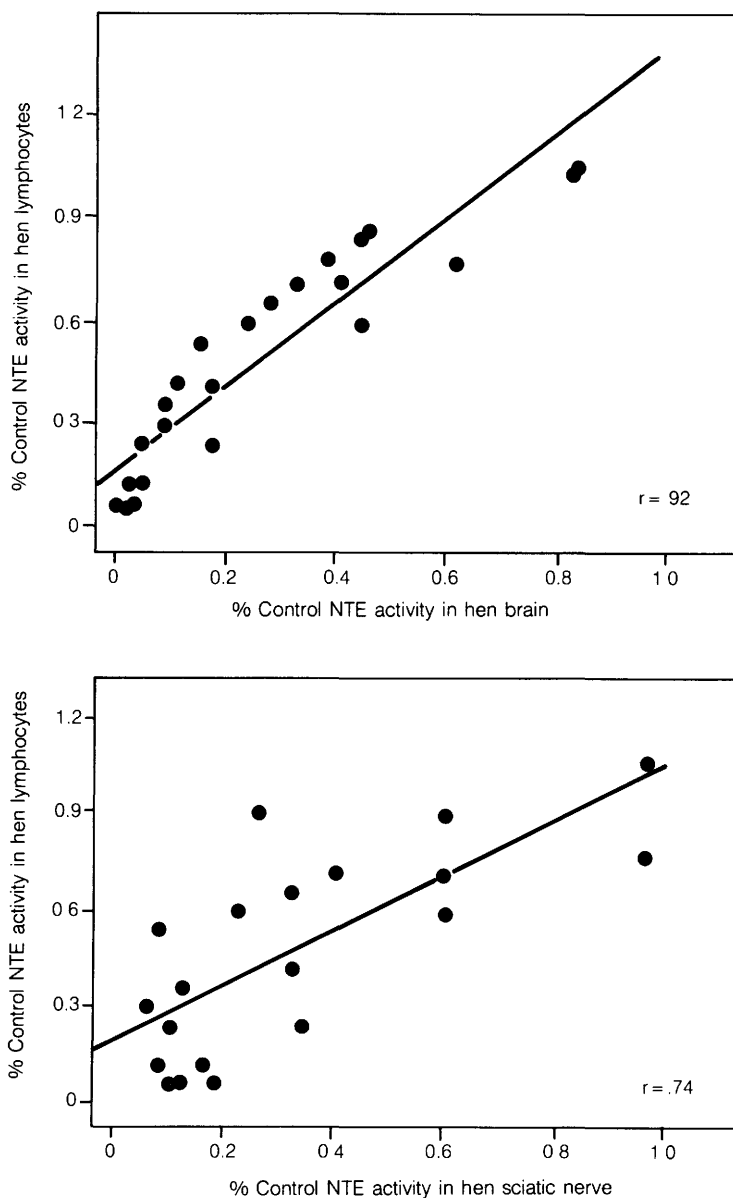 % Control NTE activity in hen lymphocytes
1 2
0.9
0.6
0.3
0
r = 92
0 0.2 0.4 0.6 0.8 1 0
% Control NTE activity in hen brain
% Control NTE activity in hen lymphocytes
1.2
0.9
0.6
0.3
0
r = .74
0 0.2 0.4 0 6 0 8 1 0
% Control NTE activity in hen sciatic nerve